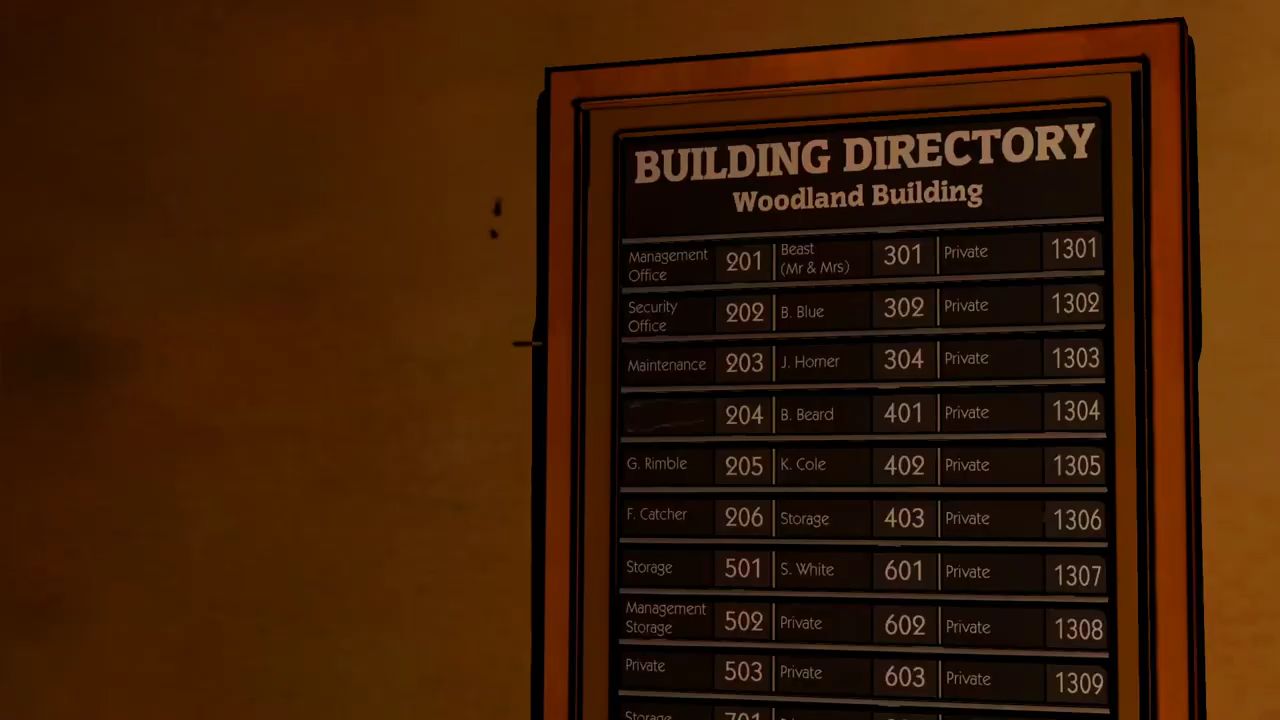 BUILDING DIRECTORY
Woodland Building
Management Office 201 Beast (Mr & Mrs) 301 Private 1301
Security Office 202 B. Blue 302 Private 1302
Maintenance 203 J. Horner 304 Private 1303
204 B. Beard 401 Private 1304
G. Rimble 205 K. Cole 402 Private 1305
F. Catcher 206 Storage 403 Private 1306
Storage 501 S. White 601 Private 1307
Management Storage 502 Private 602 Private 1308
Private 503 Private 603 Private 1309
Storage 701